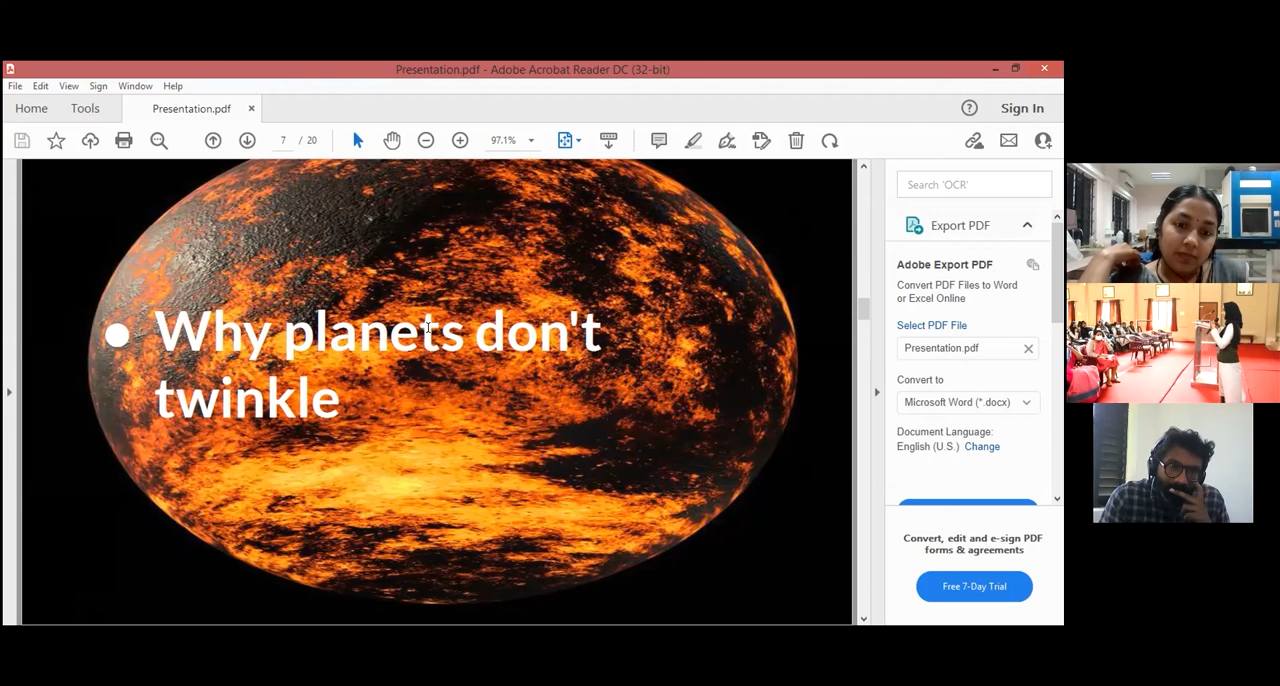 Presentation.pdf - Adobe Acrobat Reader DC (32-bit)
File Edit View Sign Window Help
Home Tools Presentation.pdf Sign In
7 / 20 97.1%
Search 'OCR'
Export PDF
Adobe Export PDF
Convert PDF Files to Word
or Excel Online
Select PDF File
Presentation.pdf
Convert to
Microsoft Word (*.docx)
Document Language:
English (U.S.) Change
Convert, edit and e-sign PDF
forms & agreements
Free 7-Day Trial
• Why planets don't
twinkle